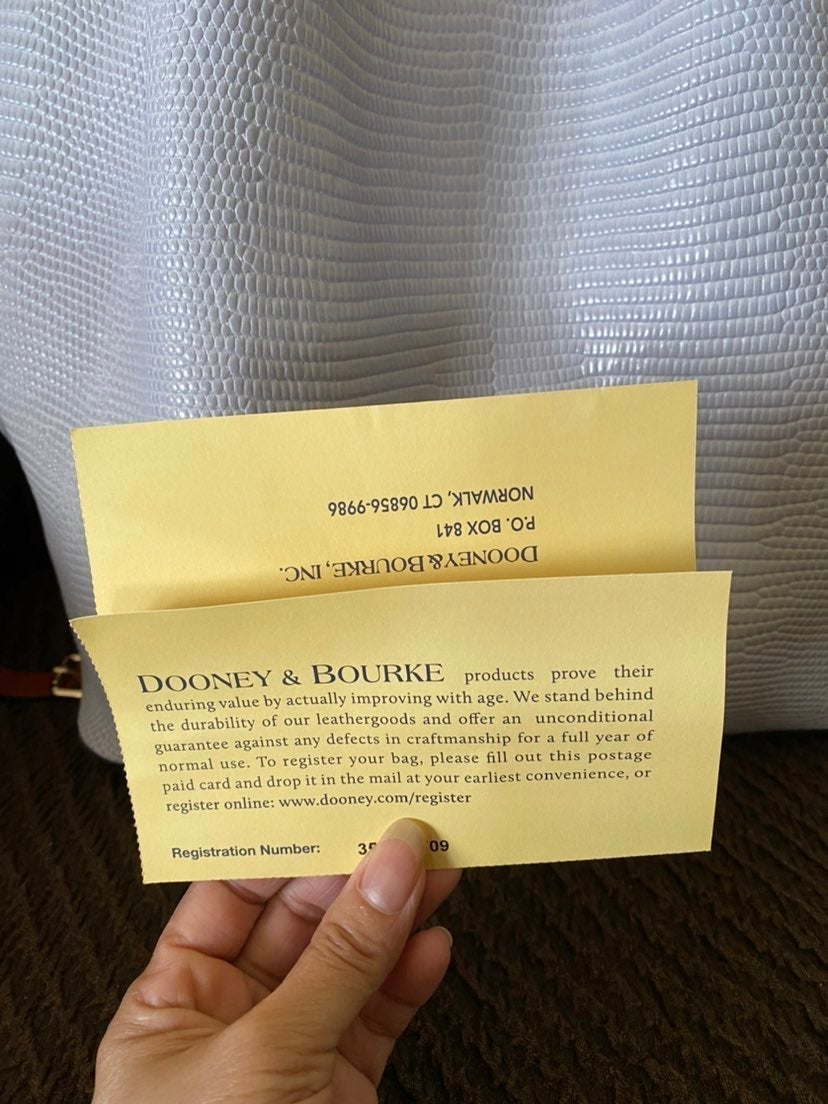 DOONEY & BOURKE, INC.
P.O. BOX 841
NORWALK, CT 06856-9986
DOONEY & BOURKE products prove their
enduring value by actually improving with age. We stand behind
the durability of our leathergoods and offer an unconditional
guarantee against any defects in craftmanship for a full year of
normal use. To register your bag, please fill out this postage
paid card and drop it in the mail at your earliest convenience, or
register online: www.dooney.com/register
Registration Number: